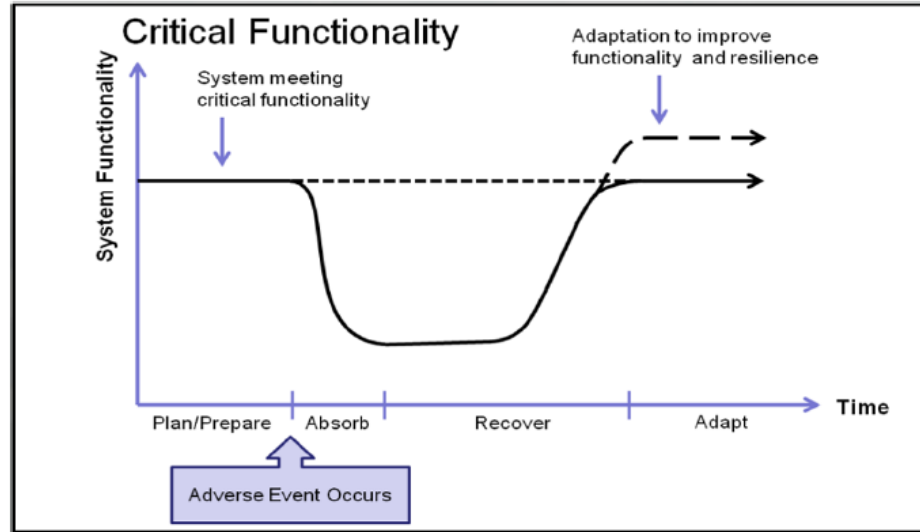 Critical Functionality
Adaptation to improve
functionality and resilience
System meeting
critical functionality
System Functionality
Time
Plan/Prepare
Absorb
Recover
Adapt
Adverse Event Occurs